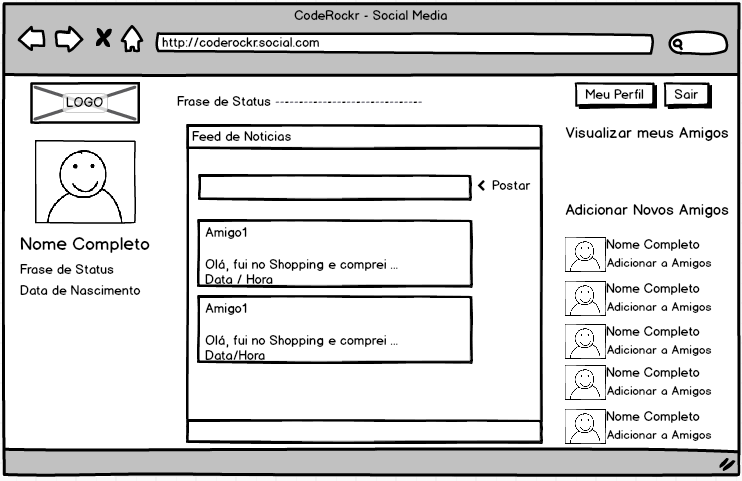 CodeRockr - Social Media
http://coderockr.social.com
LOGO
Frase de Status ----------------------------
Meu Perfil
Sair
Feed de Noticias
Visualizar meus Amigos
Postar
Adicionar Novos Amigos
Nome Completo
Frase de Status
Data de Nascimento
Amigo1
Olá, fui no Shopping e comprei ...
Data / Hora
Amigo1
Olá, fui no Shopping e comprei ...
Data/Hora
Nome Completo
Adicionar a Amigos
Nome Completo
Adicionar a Amigos
Nome Completo
Adicionar a Amigos
Nome Completo
Adicionar a Amigos
Nome Completo
Adicionar a Amigos